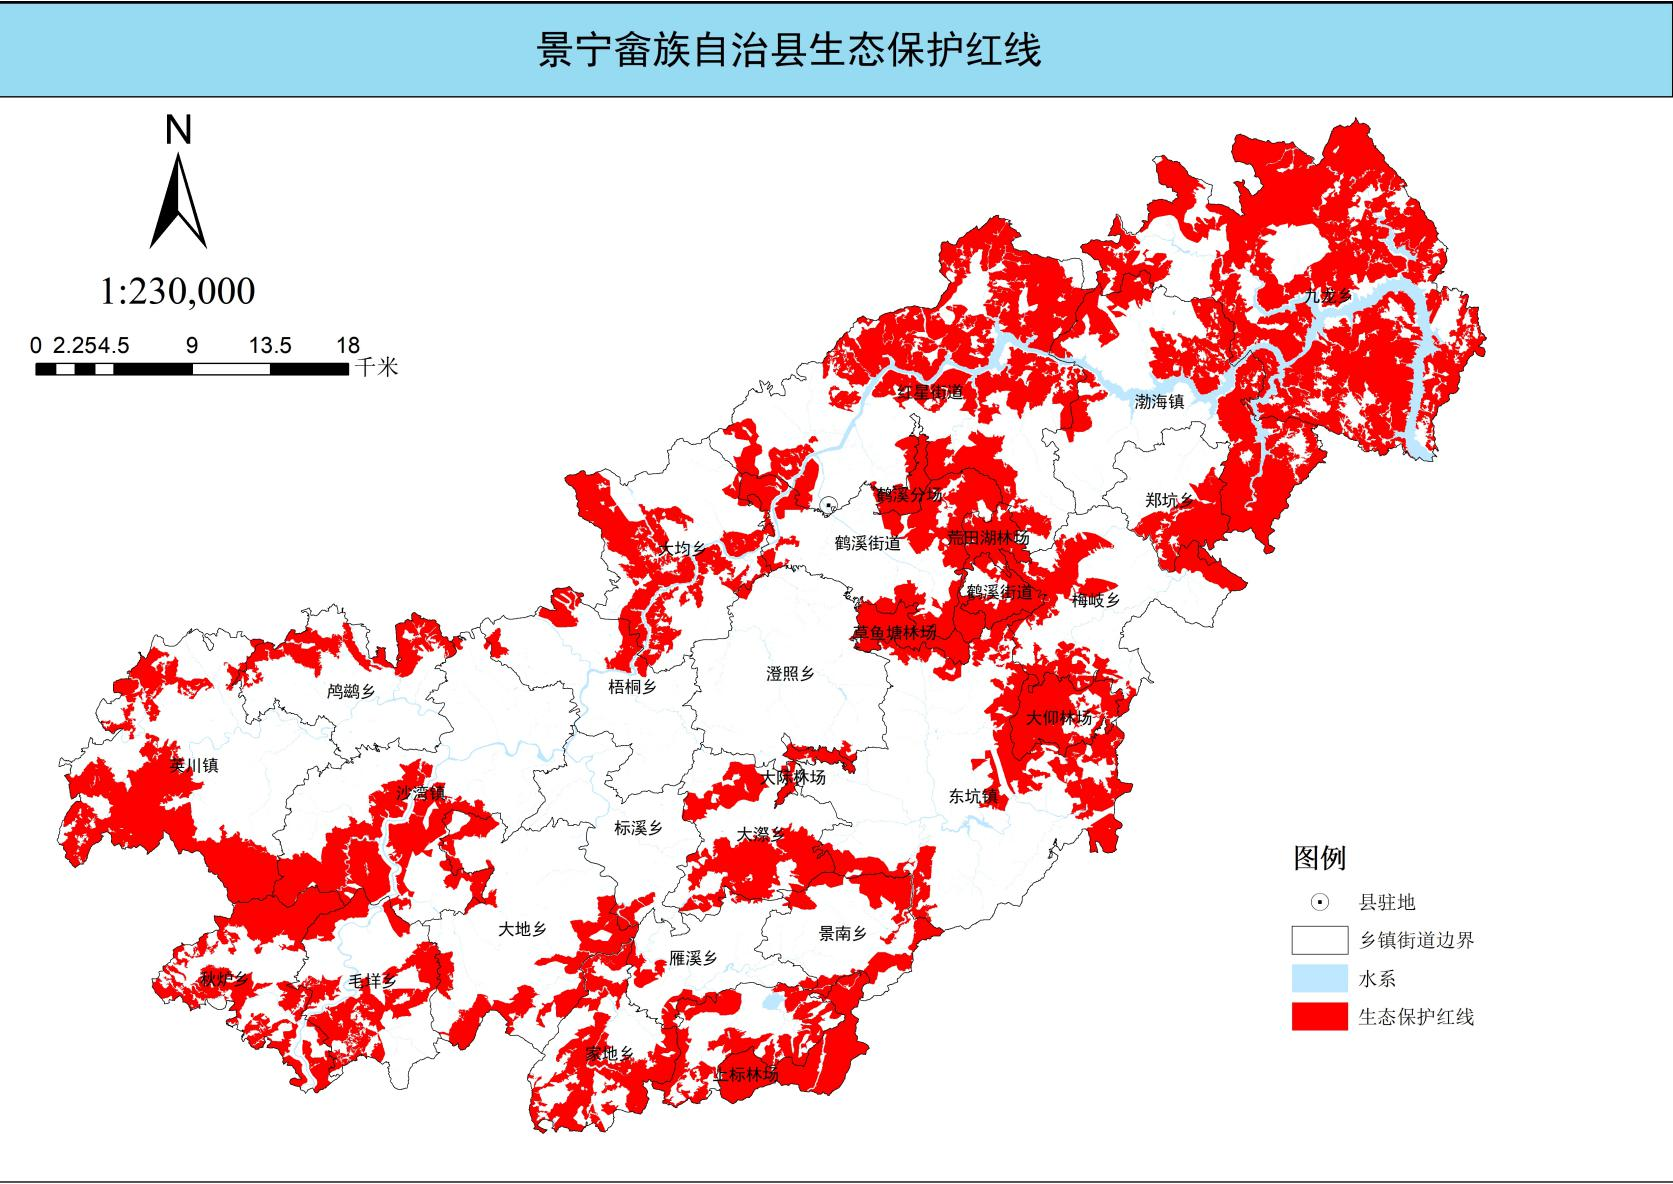 景宁畲族自治县生态保护红线
N
1:230,000
0 2.254.5 9 13.5 18
千米
九龙乡
红星街道
渤海镇
鹤溪分场
郑坑乡
鹤溪街道
荒田湖林场
大均乡
鹤溪街道
梅岐乡
草鱼塘林场
澄照乡
梧桐乡
鸬鹚乡
大仰林场
英川镇
大际林场
沙湾镇
东坑镇
标溪乡
大漈乡
大地乡
景南乡
雁溪乡
秋炉乡
毛垟乡
家地乡
上标林场
图例
县驻地
乡镇街道边界
水系
生态保护红线